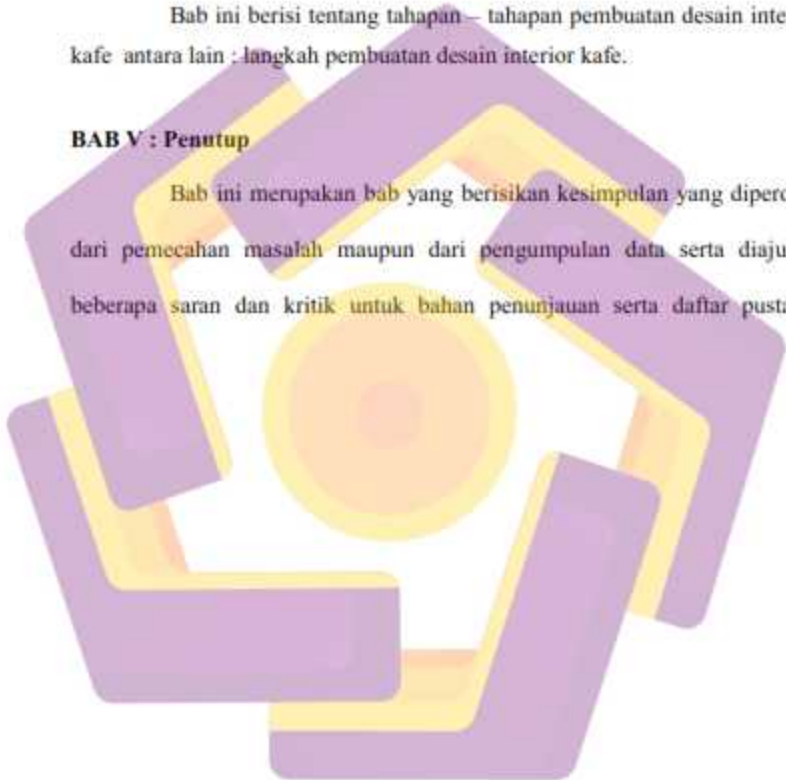 Bab ini berisi tentang tahapan – tahapan pembuatan desain inte
kafe antara lain : langkah pembuatan desain interior kafe.
BAB V : Penutup
Bab ini merupakan bab yang berisikan kesimpulan yang dipero
dari pemecahan masalah maupun dari pengumpulan data serta diaju
beberapa saran dan kritik untuk bahan penunjauan serta daftar pusta